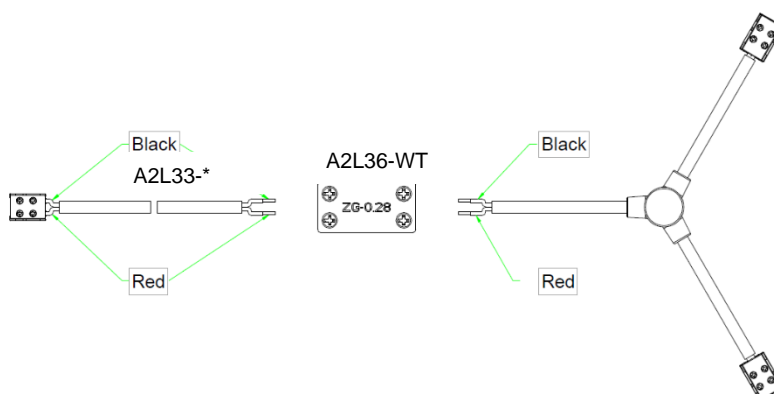 Black
A2L33-*
Red
A2L36-WT
ZG-0.28
Black
Red